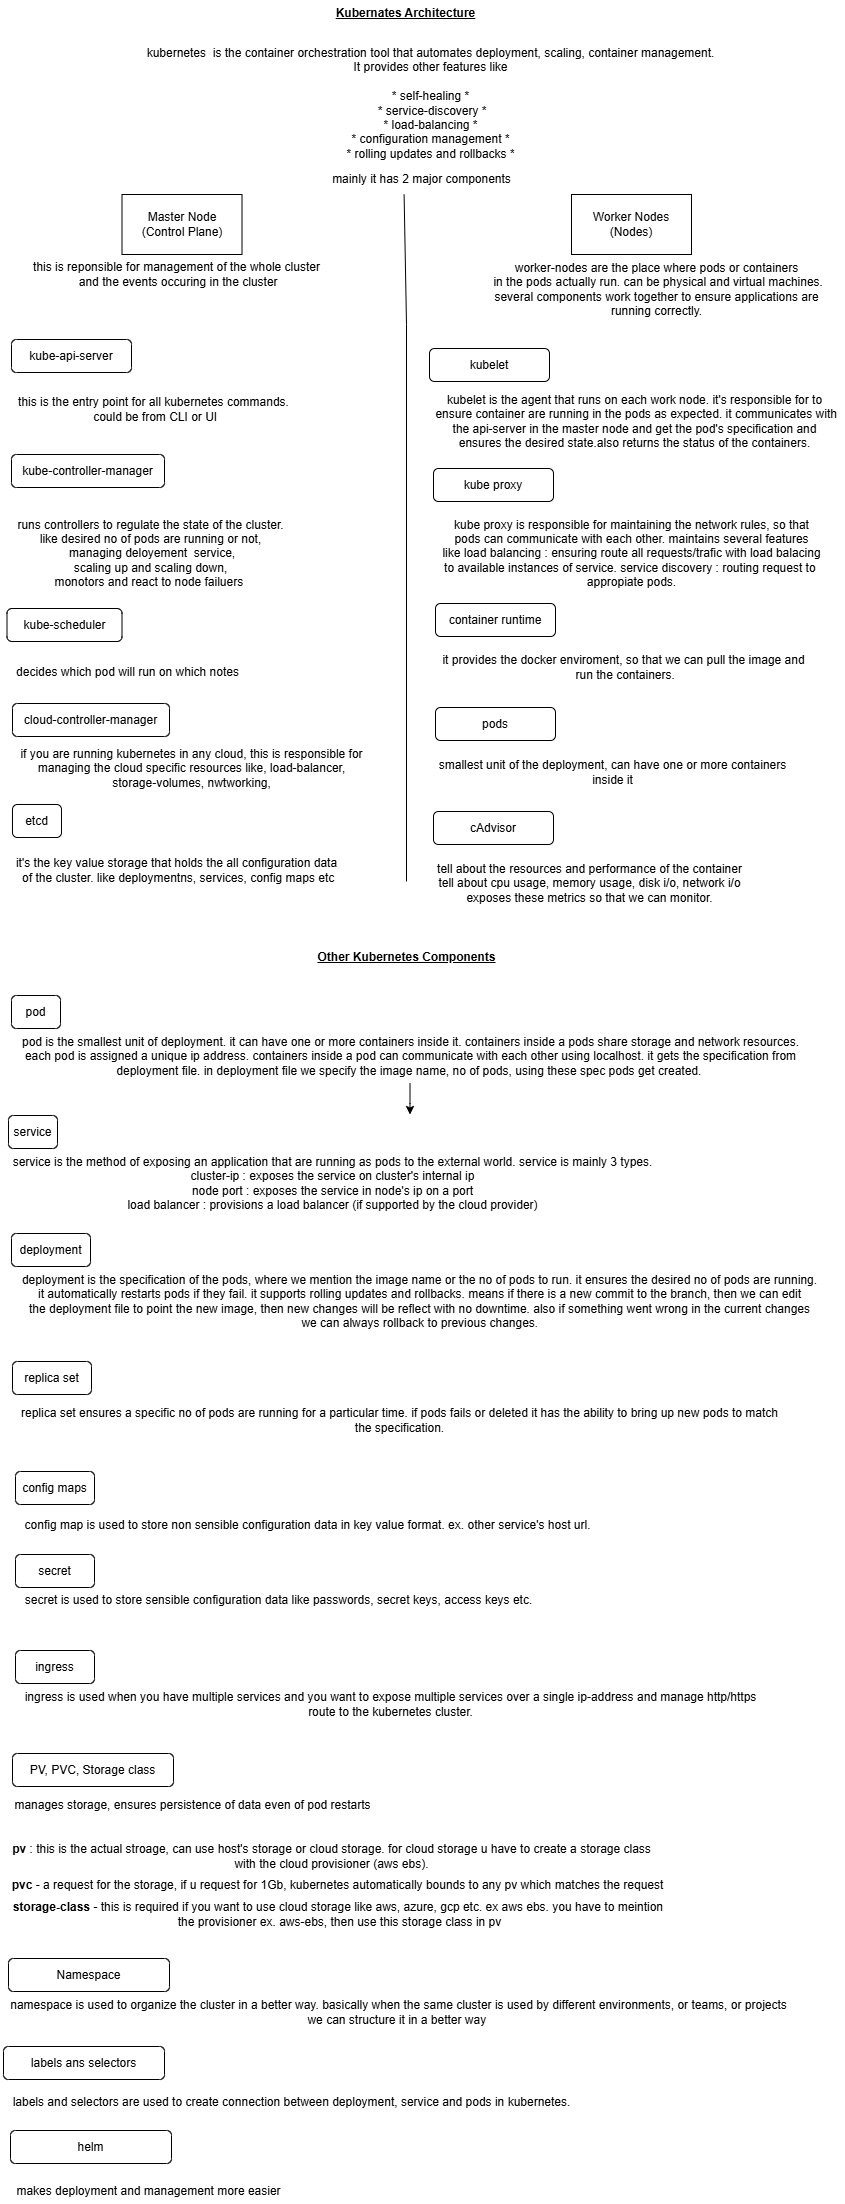 Kubernates Architecture
kubernetes  is the container orchestration tool that automates deployment, scaling, container management.
It provides other features like
* self-healing *
* service-discovery *
* load-balancing *
* configuration management *
* rolling updates and rollbacks *
mainly it has 2 major components
Master Node
(Control Plane)
this is reponsible for management of the whole cluster
and the events occuring in the cluster
kube-api-server
this is the entry point for all kubernetes commands.
could be from CLI or UI
kube-controller-manager
runs controllers to regulate the state of the cluster.
like desired no of pods are running or not,
managing deloyement  service,
scaling up and scaling down,
monotors and react to node failuers
kube-scheduler
decides which pod will run on which notes
cloud-controller-manager
if you are running kubernetes in any cloud, this is responsible for
managing the cloud specific resources like, load-balancer,
storage-volumes, nwtworking,
etcd
it's the key value storage that holds the all configuration data
of the cluster. like deploymentns, services, config maps etc
Worker Nodes
(Nodes)
worker-nodes are the place where pods or containers
in the pods actually run. can be physical and virtual machines.
several components work together to ensure applications are
running correctly.
kubelet
kubelet is the agent that runs on each work node. it's responsible for to
ensure container are running in the pods as expected. it communicates with
the api-server in the master node and get the pod's specification and
ensures the desired state.also returns the status of the containers.
kube proxy
kube proxy is responsible for maintaining the network rules, so that
pods can communicate with each other. maintains several features
like load balancing : ensuring route all requests/trafic with load balacing
to available instances of service. service discovery : routing request to
appropiate pods.
container runtime
it provides the docker enviroment, so that we can pull the image and
run the containers.
pods
smallest unit of the deployment, can have one or more containers
inside it
cAdvisor
tell about the resources and performance of the container
tell about cpu usage, memory usage, disk i/o, network i/o
exposes these metrics so that we can monitor.
Other Kubernetes Components
pod
pod is the smallest unit of deployment. it can have one or more containers inside it. containers inside a pods share storage and network resources.
each pod is assigned a unique ip address. containers inside a pod can communicate with each other using localhost. it gets the specification from
deployment file. in deployment file we specify the image name, no of pods, using these spec pods get created.
service
service is the method of exposing an application that are running as pods to the external world. service is mainly 3 types.
cluster-ip : exposes the service on cluster's internal ip
node port : exposes the service in node's ip on a port
load balancer : provisions a load balancer (if supported by the cloud provider)
deployment
deployment is the specification of the pods, where we mention the image name or the no of pods to run. it ensures the desired no of pods are running.
it automatically restarts pods if they fail. it supports rolling updates and rollbacks. means if there is a new commit to the branch, then we can edit
the deployment file to point the new image, then new changes will be reflect with no downtime. also if something went wrong in the current changes
we can always rollback to previous changes.
replica set
replica set ensures a specific no of pods are running for a particular time. if pods fails or deleted it has the ability to bring up new pods to match
the specification.
config maps
config map is used to store non sensible configuration data in key value format. ex. other service's host url.
secret
secret is used to store sensible configuration data like passwords, secret keys, access keys etc.
ingress
ingress is used when you have multiple services and you want to expose multiple services over a single ip-address and manage http/https
route to the kubernetes cluster.
PV, PVC, Storage class
manages storage, ensures persistence of data even of pod restarts
pv : this is the actual stroage, can use host's storage or cloud storage. for cloud storage u have to create a storage class
with the cloud provisioner (aws ebs).
pvc - a request for the storage, if u request for 1Gb, kubernetes automatically bounds to any pv which matches the request
storage-class - this is required if you want to use cloud storage like aws, azure, gcp etc. ex aws ebs. you have to meintion
the provisioner ex. aws-ebs, then use this storage class in pv
Namespace
namespace is used to organize the cluster in a better way. basically when the same cluster is used by different environments, or teams, or projects
we can structure it in a better way
labels ans selectors
labels and selectors are used to create connection between deployment, service and pods in kubernetes.
helm
makes deployment and management more easier